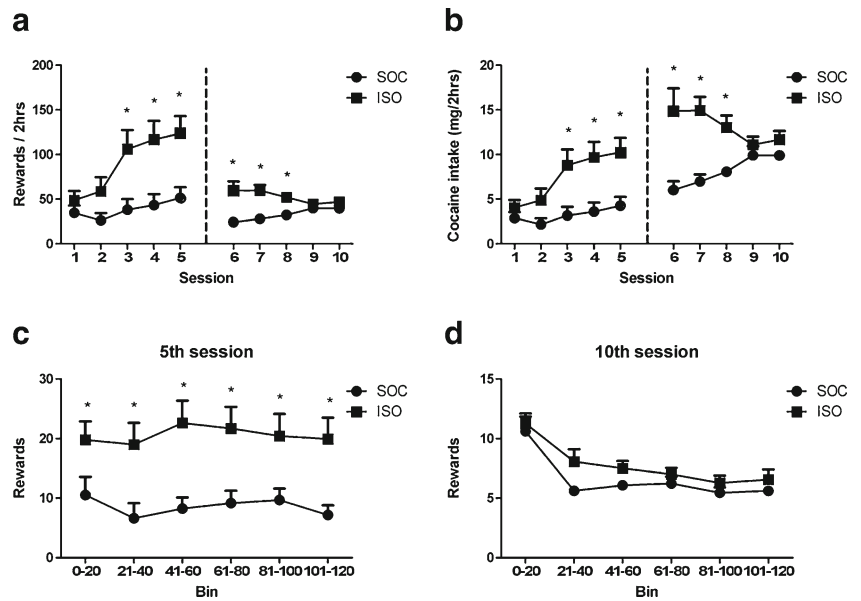 a
200
150
100
50
0
Rewards / 2hrs
* * *
* * *
SOC
ISO
1 2 3 4 5 6 7 8 9 10
Session
b
20
15
10
5
0
Cocaine intake (mg/2hrs)
* * *
* * *
SOC
ISO
1 2 3 4 5 6 7 8 9 10
Session
c
5th session
30
20
10
0
Rewards
* * * * * *
SOC
ISO
0-20 21-40 41-60 61-80 81-100 101-120
Bin
d
10th session
15
10
5
0
Rewards
SOC
ISO
0-20 21-40 41-60 61-80 81-100 101-120
Bin